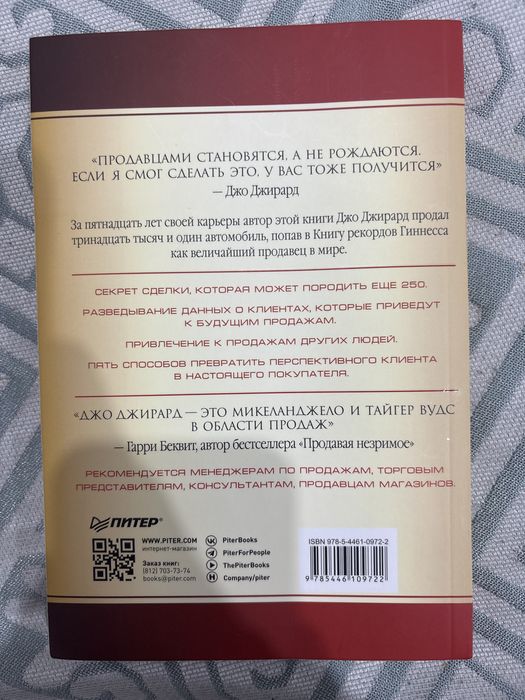 «ПРОДАВЦАМИ СТАНОВЯТСЯ, А НЕ РОЖДАЮТСЯ.
ЕСЛИ Я СМОГ СДЕЛАТЬ ЭТО, У ВАС ТОЖЕ ПОЛУЧИТСЯ»
— Джо Джирард
За пятнадцать лет своей карьеры автор этой книги Джо Джирард продал
тринадцать тысяч и один автомобиль, попав в Книгу рекордов Гиннесса
как величайший продавец в мире.
СЕКРЕТ СДЕЛКИ, КОТОРАЯ МОЖЕТ ПОРОДИТЬ ЕЩЕ 250.
РАЗВЕДЫВАНИЕ ДАННЫХ О КЛИЕНТАХ, КОТОРЫЕ ПРИВЕДУТ
К БУДУЩИМ ПРОДАЖАМ.
ПРИВЛЕЧЕНИЕ К ПРОДАЖАМ ДРУГИХ ЛЮДЕЙ.
ПЯТЬ СПОСОБОВ ПРЕВРАТИТЬ ПЕРСПЕКТИВНОГО КЛИЕНТА
В НАСТОЯЩЕГО ПОКУПАТЕЛЯ.
«ДЖО ДЖИРАРД — ЭТО МИКЕЛАНДЖЕЛО И ТАЙГЕР ВУДС
В ОБЛАСТИ ПРОДАЖ»
— Гарри Беквит, автор бестселлера «Продавая незримое»
РЕКОМЕНДУЕТСЯ МЕНЕДЖЕРАМ ПО ПРОДАЖАМ, ТОРГОВЫМ
ПРЕДСТАВИТЕЛЯМ, КОНСУЛЬТАНТАМ, ПРОДАВЦАМ МАГАЗИНОВ.
ПИТЕР
WWW.PITER.COM
интернет-магазин
Заказ книг:
(812) 703-73-74
books@piter.com
PiterBooks
PiterForPeople
ThePiterBooks
Company/piter
ISBN 978-5-4461-0972-2
9 785446 109722